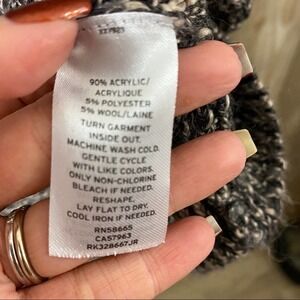 90% ACRYLIC/
ACRYLIQUE
5% POLYESTER
5% WOOL/LAINE
TURN GARMENT
INSIDE OUT.
MACHINE WASH COLD.
GENTLE CYCLE
WITH LIKE COLORS.
ONLY NON-CHLORINE
BLEACH IF NEEDED.
RESHAPE,
LAY FLAT TO DRY.
COOL IRON IF NEEDED.
RN58665
CA57963
RK328667JR